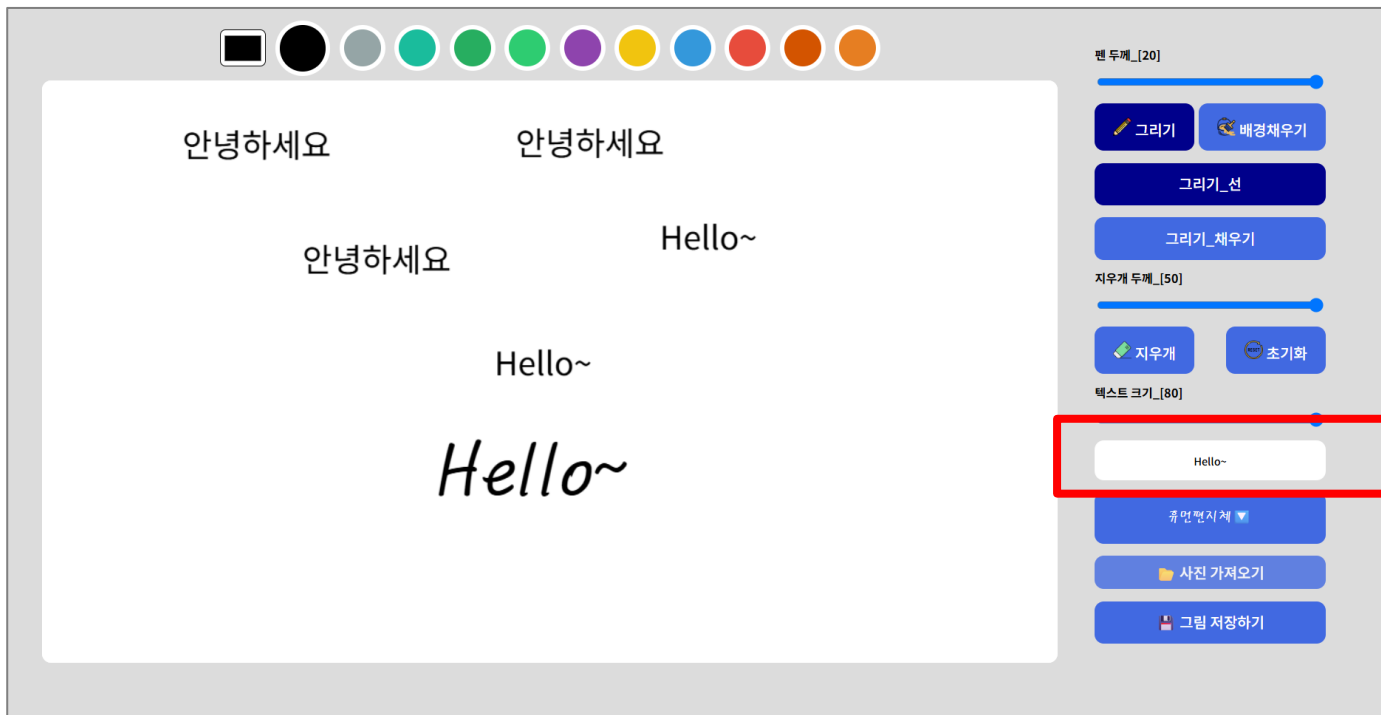 펜 두께_[20]
안녕하세요
안녕하세요
그리기
배경채우기
그리기_선
Hello~
안녕하세요
그리기_채우기
지우개 두께_[50]
Hello~
지우개
RESET
초기화
텍스트 크기_[80]
Hello~
Hello~
휴먼편지체
사진 가져오기
그림 저장하기